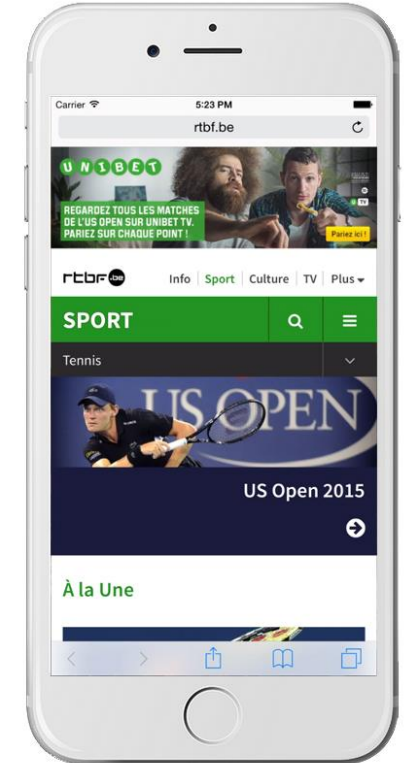 Carrier 5:23 PM
rtbf.be
UNIBET
REGARDEZ TOUS LES MATCHES
DE L'US OPEN SUR UNIBET TV.
PARIEZ SUR CHAQUE POINT !
U TV
Pariez ici !
rtbf.be Info Sport Culture TV Plus
SPORT
Tennis
US OPEN
US Open 2015
À la Une